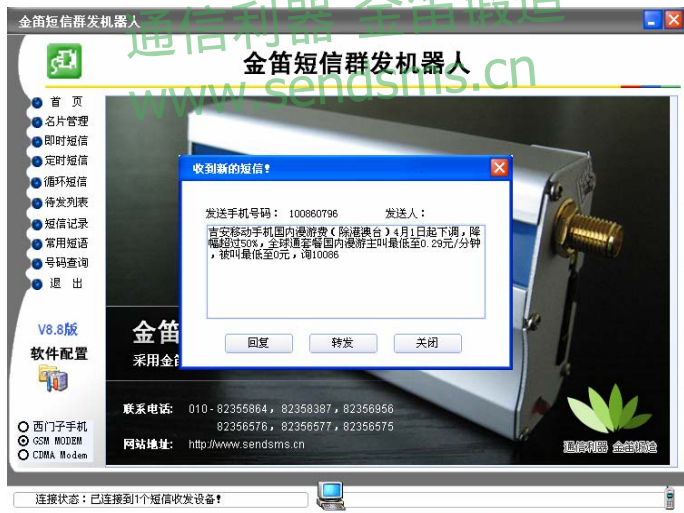 金笛短信群发机器人
通信利器 金笛锻造
www.sendsms.cn
金笛短信群发机器人
首 页
名片管理
即时短信
定时短信
循环短信
待发列表
短信记录
常用短语
号码查询
退 出
V8.8版
软件配置
西门子手机
GSM MODEM
CDMA Modem
收到新的短信!
发送手机号码: 100860796 发送人:
吉安移动手机国内漫游费(除港澳台)4月1日起下调,降
幅超过50%,全球通套餐国内漫游主叫最低至0.29元/分钟
,被叫最低至0元,询10086
回复 转发 关闭
金笛
采用金
联系电话: 010-82355864, 82358387, 82356956
82356576, 82356577, 82356575
网站地址: http://www.sendsms.cn
通信利器 金笛锻造
连接状态:已连接到1个短信收发设备!